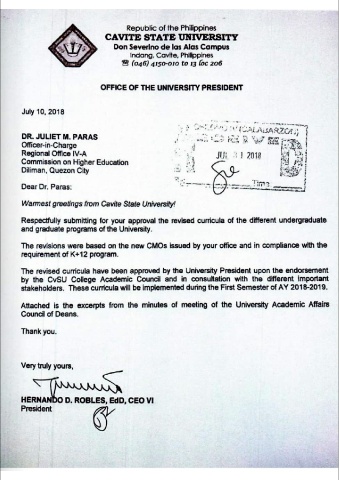 Republic of the Philippines
CAVITE STATE UNIVERSITY
Don Severino de las Alas Campus
Indang, Cavite, Philippines
☏ (046) 4150-010 to 13 loc 206
OFFICE OF THE UNIVERSITY PRESIDENT
July 10, 2018
DR. JULIET M. PARAS
Officer-in-Charge
Regional Office IV-A
Commission on Higher Education
Diliman, Quezon City
2018
Time
Dear Dr. Paras:
Warmest greetings from Cavite State University!
Respectfully submitting for your approval the revised curricula of the different undergraduate
and graduate programs of the University.
The revisions were based on the new CMOs issued by your office and in compliance with the
requirement of K+12 program.
The revised curricula have been approved by the University President upon the endorsement
by the CvSU College Academic Council and in consultation with the different important
stakeholders. These curricula will be implemented during the First Semester of AY 2018-2019.
Attached is the excerpts from the minutes of meeting of the University Academic Affairs
Council of Deans.
Thank you.
Very truly yours,
HERNANDO D. ROBLES, EdD, CEO VI
President